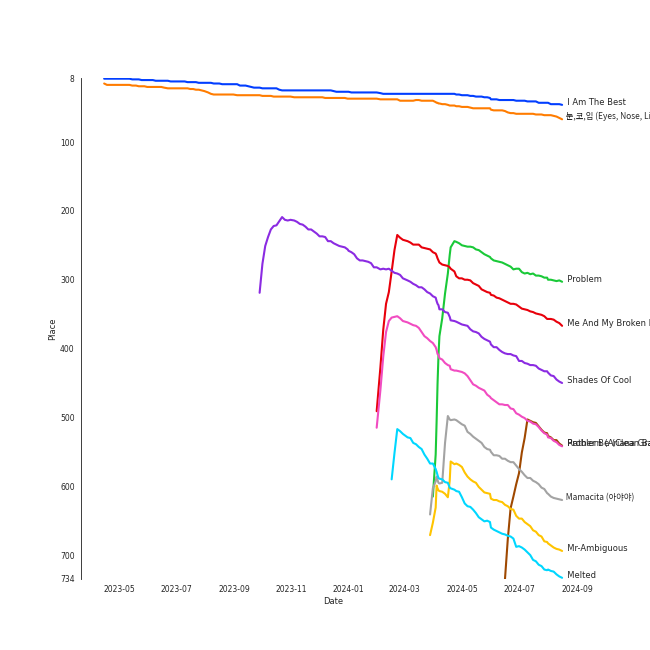 8
100
200
300
400
500
600
700
734
Place
2023-05
2023-07
2023-09
2023-11
2024-01
2024-03
2024-05
2024-07
2024-09
Date
I Am The Best
눈,코,입 (Eyes, Nose, Li
Problem
Me And My Broken
Shades Of Cool
Mamacita (아야야)
Mr-Ambiguous
Melted